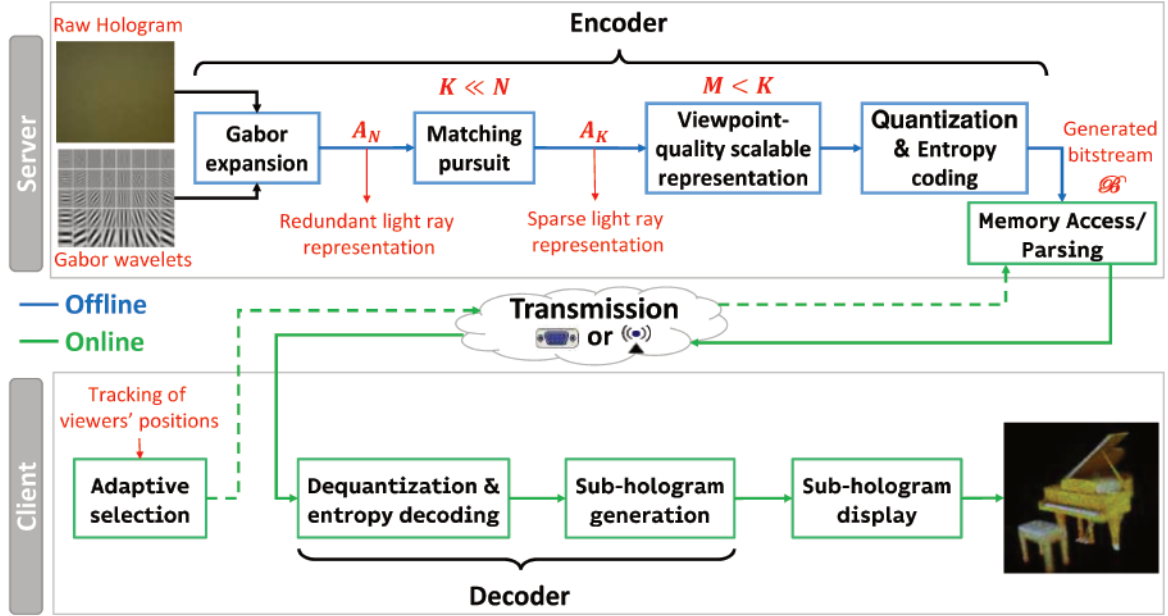 Encoder
Raw Hologram
Server
K ≪ N
M < K
Gabor
expansion
A_N
Matching
pursuit
A_K
Viewpoint-
quality scalable
representation
Quantization
& Entropy
coding
Generated
bitstream
ℬ
Redundant light ray
representation
Sparse light ray
representation
Gabor wavelets
Memory Access/
Parsing
Offline
Online
Transmission
or
Client
Tracking of
viewers’ positions
Adaptive
selection
Dequantization &
entropy decoding
Sub-hologram
generation
Sub-hologram
display
Decoder